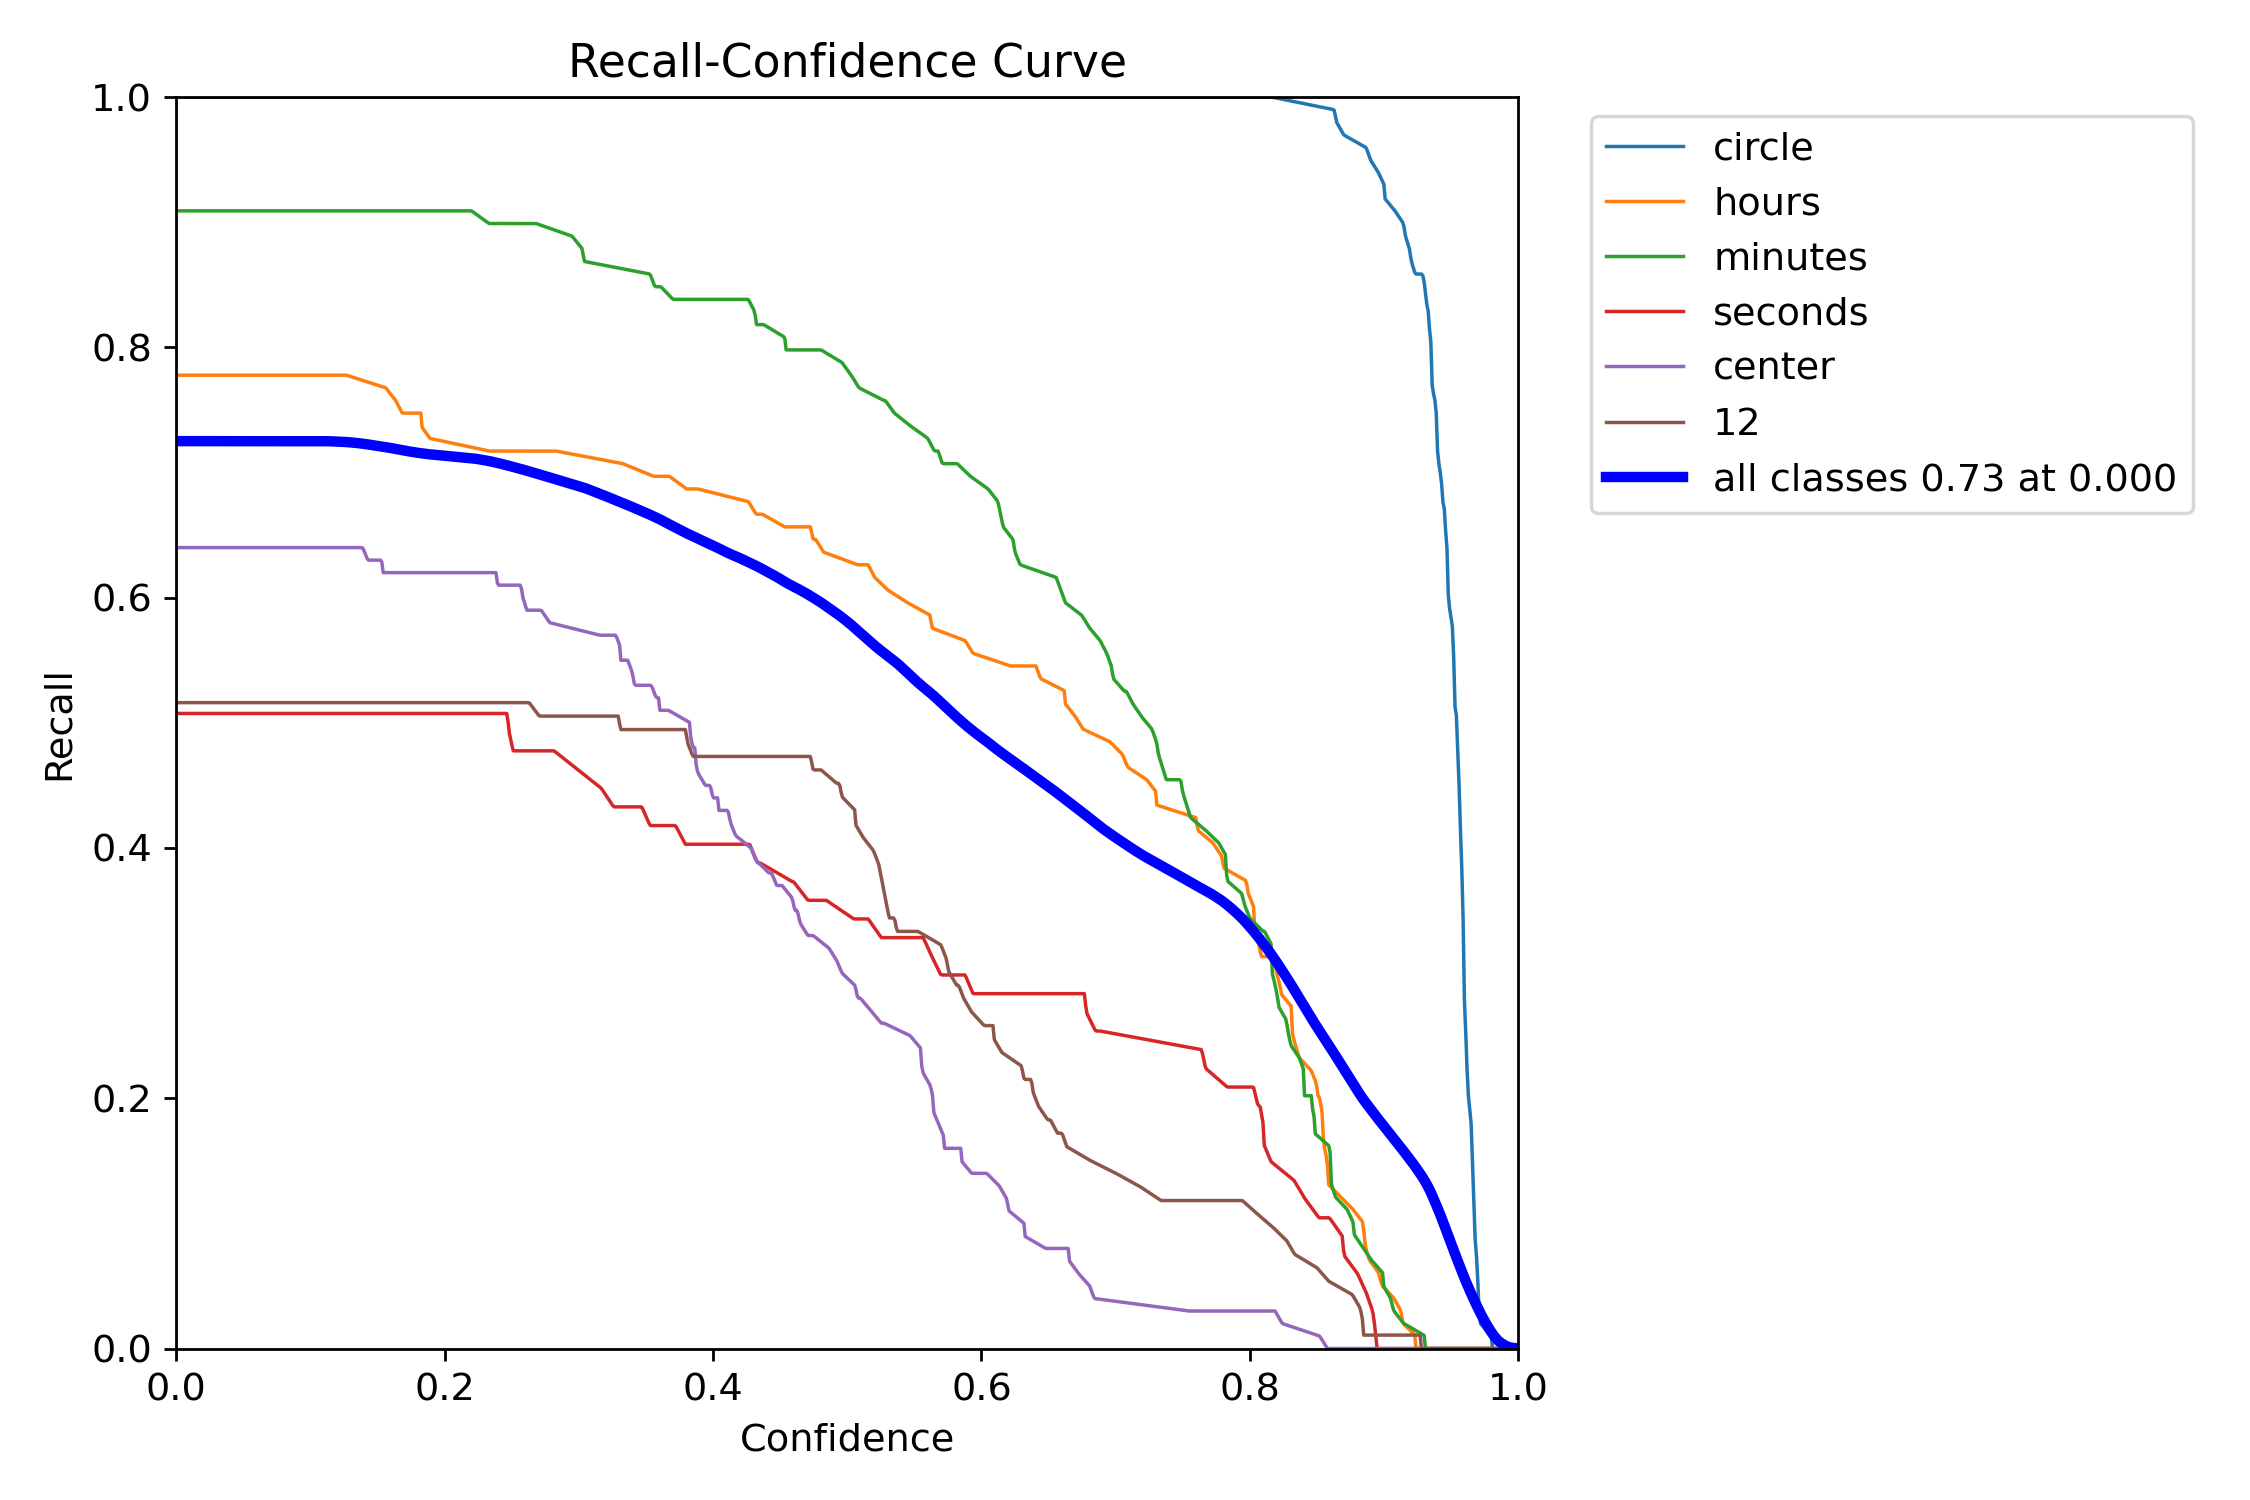 Recall-Confidence Curve
1.0
0.8
0.6
0.4
0.2
0.0
Recall
0.0 0.2 0.4 0.6 0.8 1.0
Confidence
circle
hours
minutes
seconds
center
12
all classes 0.73 at 0.000